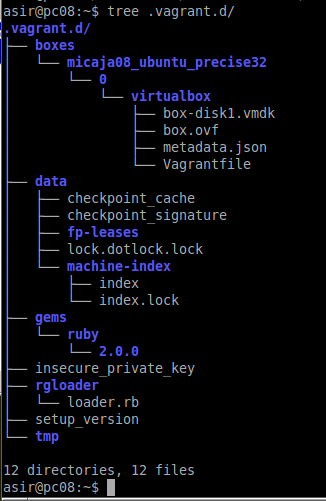 asir@pc08:~$ tree .vagrant.d/
.vagrant.d/
├── boxes
│   └── micaja08_ubuntu_precise32
│       └── 0
│           └── virtualbox
│               ├── box-disk1.vmdk
│               ├── box.ovf
│               ├── metadata.json
│               └── Vagrantfile
├── data
│   ├── checkpoint_cache
│   ├── checkpoint_signature
│   ├── fp-leases
│   ├── lock.dotlock.lock
│   └── machine-index
│       ├── index
│       └── index.lock
├── gems
│   └── ruby
│       └── 2.0.0
├── insecure_private_key
├── rgloader
│   └── loader.rb
├── setup_version
└── tmp

12 directories, 12 files
asir@pc08:~$